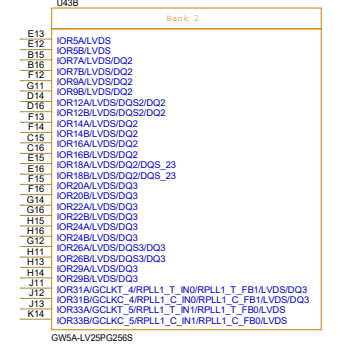 U43B
Bank 2
E13 IOR5A/LVDS
E12 IOR5B/LVDS
B15 IOR7A/LVDS/DQ2
B16 IOR7B/LVDS/DQ2
F12 IOR9A/LVDS/DQ2
G11 IOR9B/LVDS/DQ2
D14 IOR12A/LVDS/DQS2/DQ2
D16 IOR12B/LVDS/DQS2/DQ2
F13 IOR14A/LVDS/DQ2
F14 IOR14B/LVDS/DQ2
C15 IOR16A/LVDS/DQ2
C16 IOR16B/LVDS/DQ2
E15 IOR18A/LVDS/DQ2/DQS_23
E16 IOR18B/LVDS/DQ2/DQS_23
F15 IOR20A/LVDS/DQ3
F16 IOR20B/LVDS/DQ3
G14 IOR22A/LVDS/DQ3
G16 IOR22B/LVDS/DQ3
H15 IOR24A/LVDS/DQ3
H16 IOR24B/LVDS/DQ3
G12 IOR26A/LVDS/DQS3/DQ3
H11 IOR26B/LVDS/DQS3/DQ3
H13 IOR29A/LVDS/DQ3
H14 IOR29B/LVDS/DQ3
J11 IOR31A/GCLKT_4/RPLL1_T_IN0/RPLL1_T_FB1/LVDS/DQ3
J12 IOR31B/GCLKC_4/RPLL1_C_IN0/RPLL1_C_FB1/LVDS/DQ3
J13 IOR33A/GCLKT_5/RPLL1_T_IN1/RPLL1_T_FB0/LVDS
K14 IOR33B/GCLKC_5/RPLL1_C_IN1/RPLL1_C_FB0/LVDS
GW5A-LV25PG256S